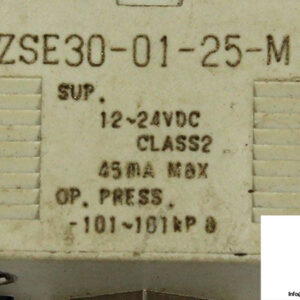 ZSE30-01-25-M
SUP.
12~24VDC
CLASS2
45mA MAX
OP. PRESS.
-101~101kPa